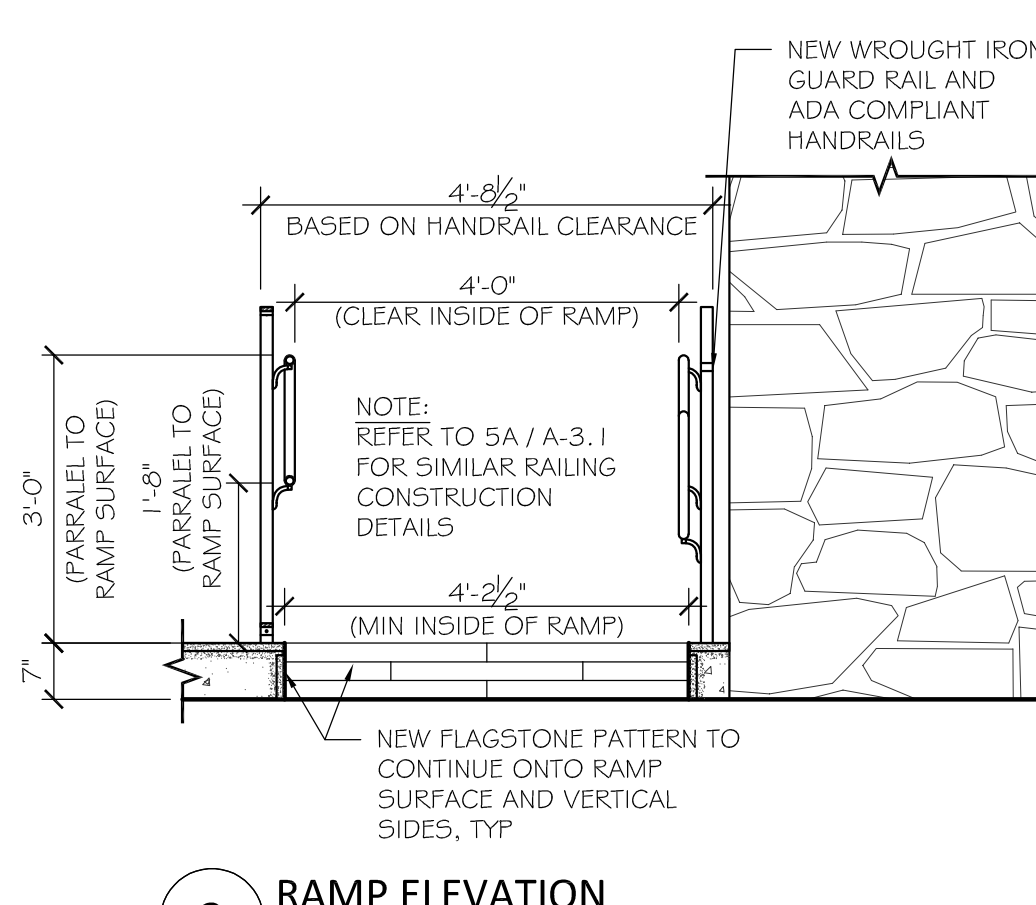 NEW WROUGHT IRON
GUARD RAIL AND
ADA COMPLIANT
HANDRAILS
4'-8½"
BASED ON HANDRAIL CLEARANCE
4'-0"
(CLEAR INSIDE OF RAMP)
3'-0"
(PARRALEL TO
RAMP SURFACE)
1'-8"
(PARRALEL TO
RAMP SURFACE)
NOTE:
REFER TO 5A / A-3.1
FOR SIMILAR RAILING
CONSTRUCTION
DETAILS
4'-2½"
(MIN INSIDE OF RAMP)
7"
NEW FLAGSTONE PATTERN TO
CONTINUE ONTO RAMP
SURFACE AND VERTICAL
SIDES, TYP
RAMP ELEVATION